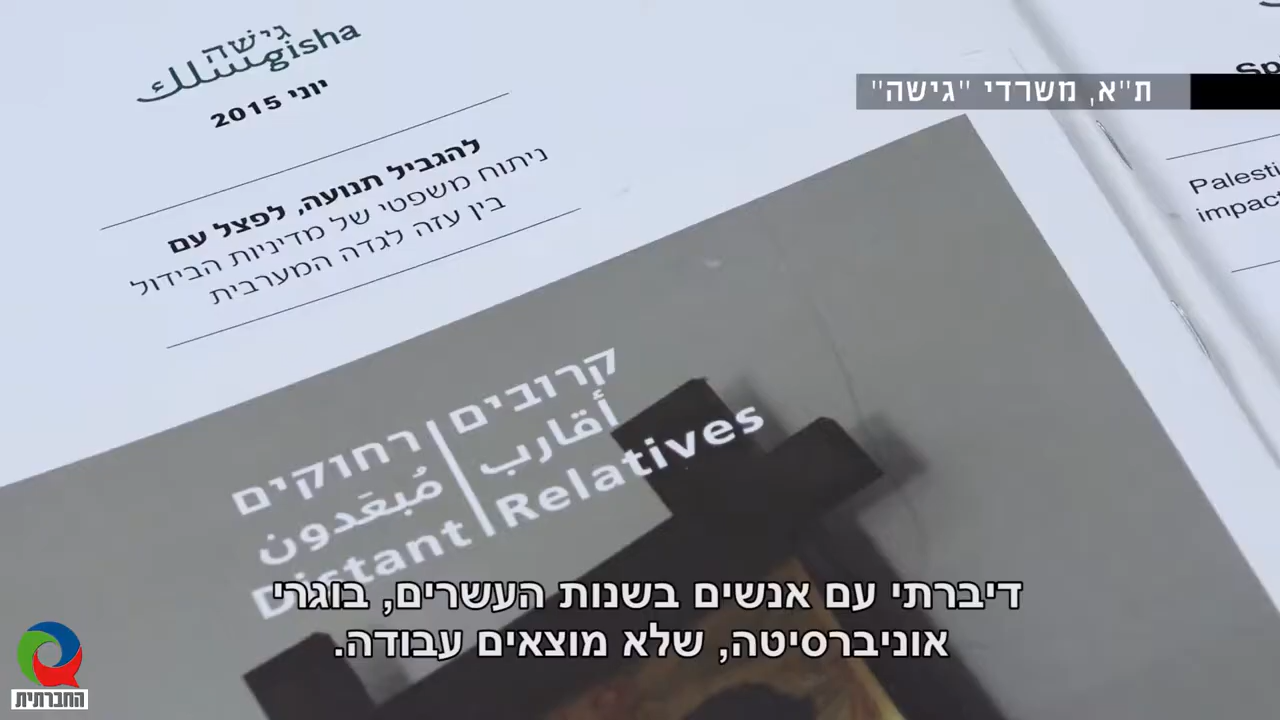 גישה
gisha مسلك
יוני 2015
להגביל תנועה, לפצל עם
ניתוח משפטי של מדיניות הבידול
בין עזה לגדה המערבית
ת"א, משרדי "גישה"
Palesti
impact
קרובים | רחוקים
أقارب | مُبعَدون
Distant | Relatives
דיברתי עם אנשים בשנות העשרים, בוגרי
אוניברסיטה, שלא מוצאים עבודה.
החברתית